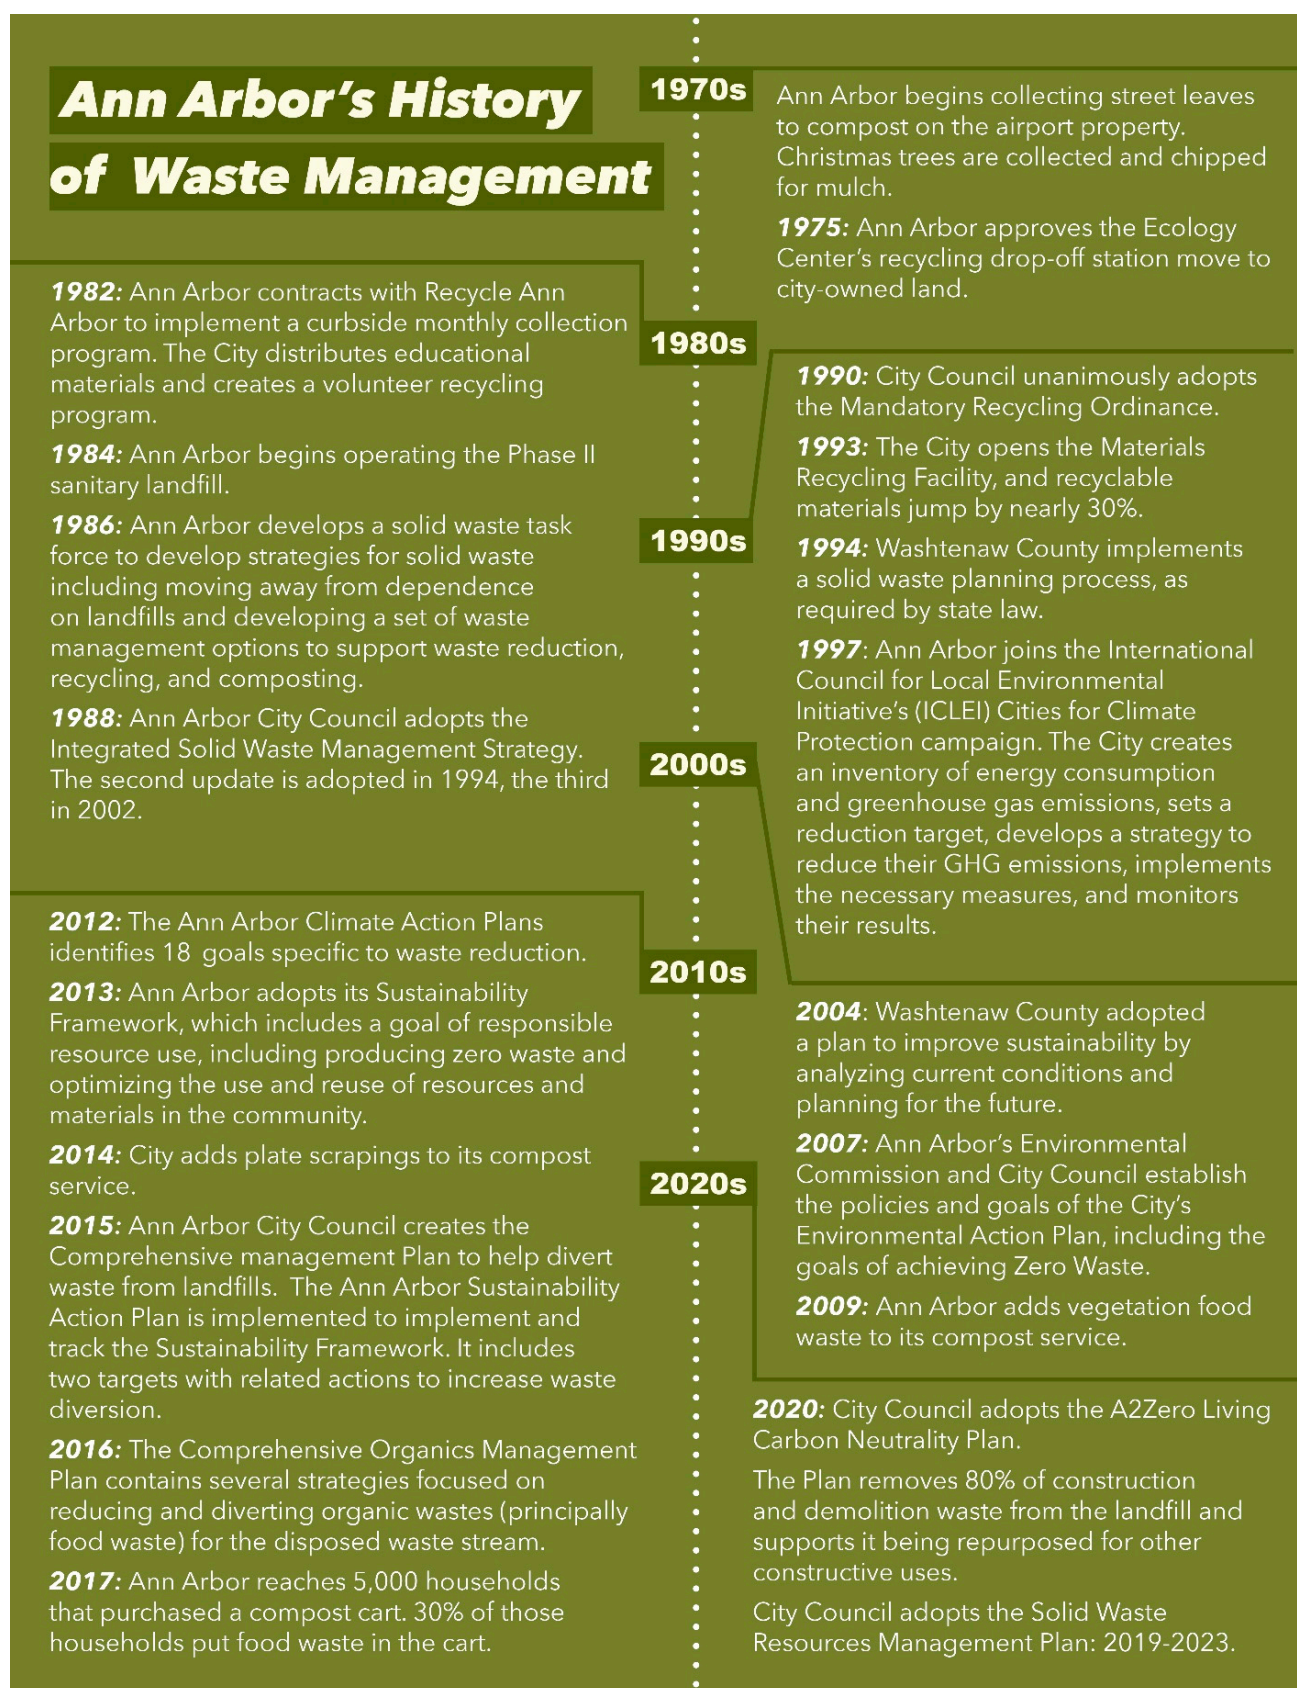 Ann Arbor's History
of Waste Management
1970s
Ann Arbor begins collecting street leaves
to compost on the airport property.
Christmas trees are collected and chipped
for mulch.
1975: Ann Arbor approves the Ecology
Center's recycling drop-off station move to
city-owned land.
1980s
1982: Ann Arbor contracts with Recycle Ann
Arbor to implement a curbside monthly collection
program. The City distributes educational
materials and creates a volunteer recycling
program.
1984: Ann Arbor begins operating the Phase II
sanitary landfill.
1986: Ann Arbor develops a solid waste task
force to develop strategies for solid waste
including moving away from dependence
on landfills and developing a set of waste
management options to support waste reduction,
recycling, and composting.
1988: Ann Arbor City Council adopts the
Integrated Solid Waste Management Strategy.
The second update is adopted in 1994, the third
in 2002.
1990s
1990: City Council unanimously adopts
the Mandatory Recycling Ordinance.
1993: The City opens the Materials
Recycling Facility, and recyclable
materials jump by nearly 30%.
1994: Washtenaw County implements
a solid waste planning process, as
required by state law.
1997: Ann Arbor joins the International
Council for Local Environmental
Initiative's (ICLEI) Cities for Climate
Protection campaign. The City creates
an inventory of energy consumption
and greenhouse gas emissions, sets a
reduction target, develops a strategy to
reduce their GHG emissions, implements
the necessary measures, and monitors
their results.
2000s
2004: Washtenaw County adopted
a plan to improve sustainability by
analyzing current conditions and
planning for the future.
2007: Ann Arbor's Environmental
Commission and City Council establish
the policies and goals of the City's
Environmental Action Plan, including the
goals of achieving Zero Waste.
2009: Ann Arbor adds vegetation food
waste to its compost service.
2010s
2012: The Ann Arbor Climate Action Plans
identifies 18 goals specific to waste reduction.
2013: Ann Arbor adopts its Sustainability
Framework, which includes a goal of responsible
resource use, including producing zero waste and
optimizing the use and reuse of resources and
materials in the community.
2014: City adds plate scrapings to its compost
service.
2015: Ann Arbor City Council creates the
Comprehensive management Plan to help divert
waste from landfills. The Ann Arbor Sustainability
Action Plan is implemented to implement and
track the Sustainability Framework. It includes
two targets with related actions to increase waste
diversion.
2016: The Comprehensive Organics Management
Plan contains several strategies focused on
reducing and diverting organic wastes (principally
food waste) for the disposed waste stream.
2017: Ann Arbor reaches 5,000 households
that purchased a compost cart. 30% of those
households put food waste in the cart.
2020s
2020: City Council adopts the A2Zero Living
Carbon Neutrality Plan.
The Plan removes 80% of construction
and demolition waste from the landfill and
supports it being repurposed for other
constructive uses.
City Council adopts the Solid Waste
Resources Management Plan: 2019-2023.